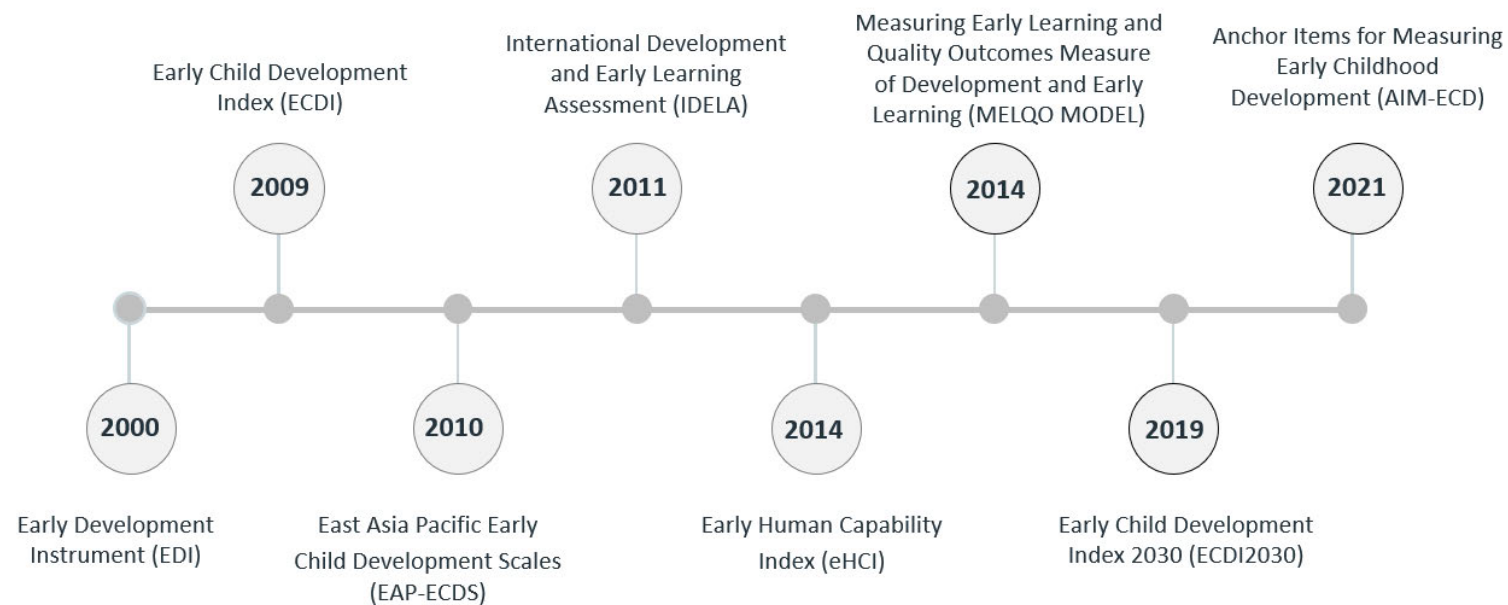 Early Child Development
Index (ECDI)
2009
International Development
and Early Learning
Assessment (IDELA)
2011
Measuring Early Learning and
Quality Outcomes Measure
of Development and Early
Learning (MELQO MODEL)
2014
Anchor Items for Measuring
Early Childhood
Development (AIM-ECD)
2021
2000
Early Development
Instrument (EDI)
2010
East Asia Pacific Early
Child Development Scales
(EAP-ECDS)
2014
Early Human Capability
Index (eHCI)
2019
Early Child Development
Index 2030 (ECDI2030)